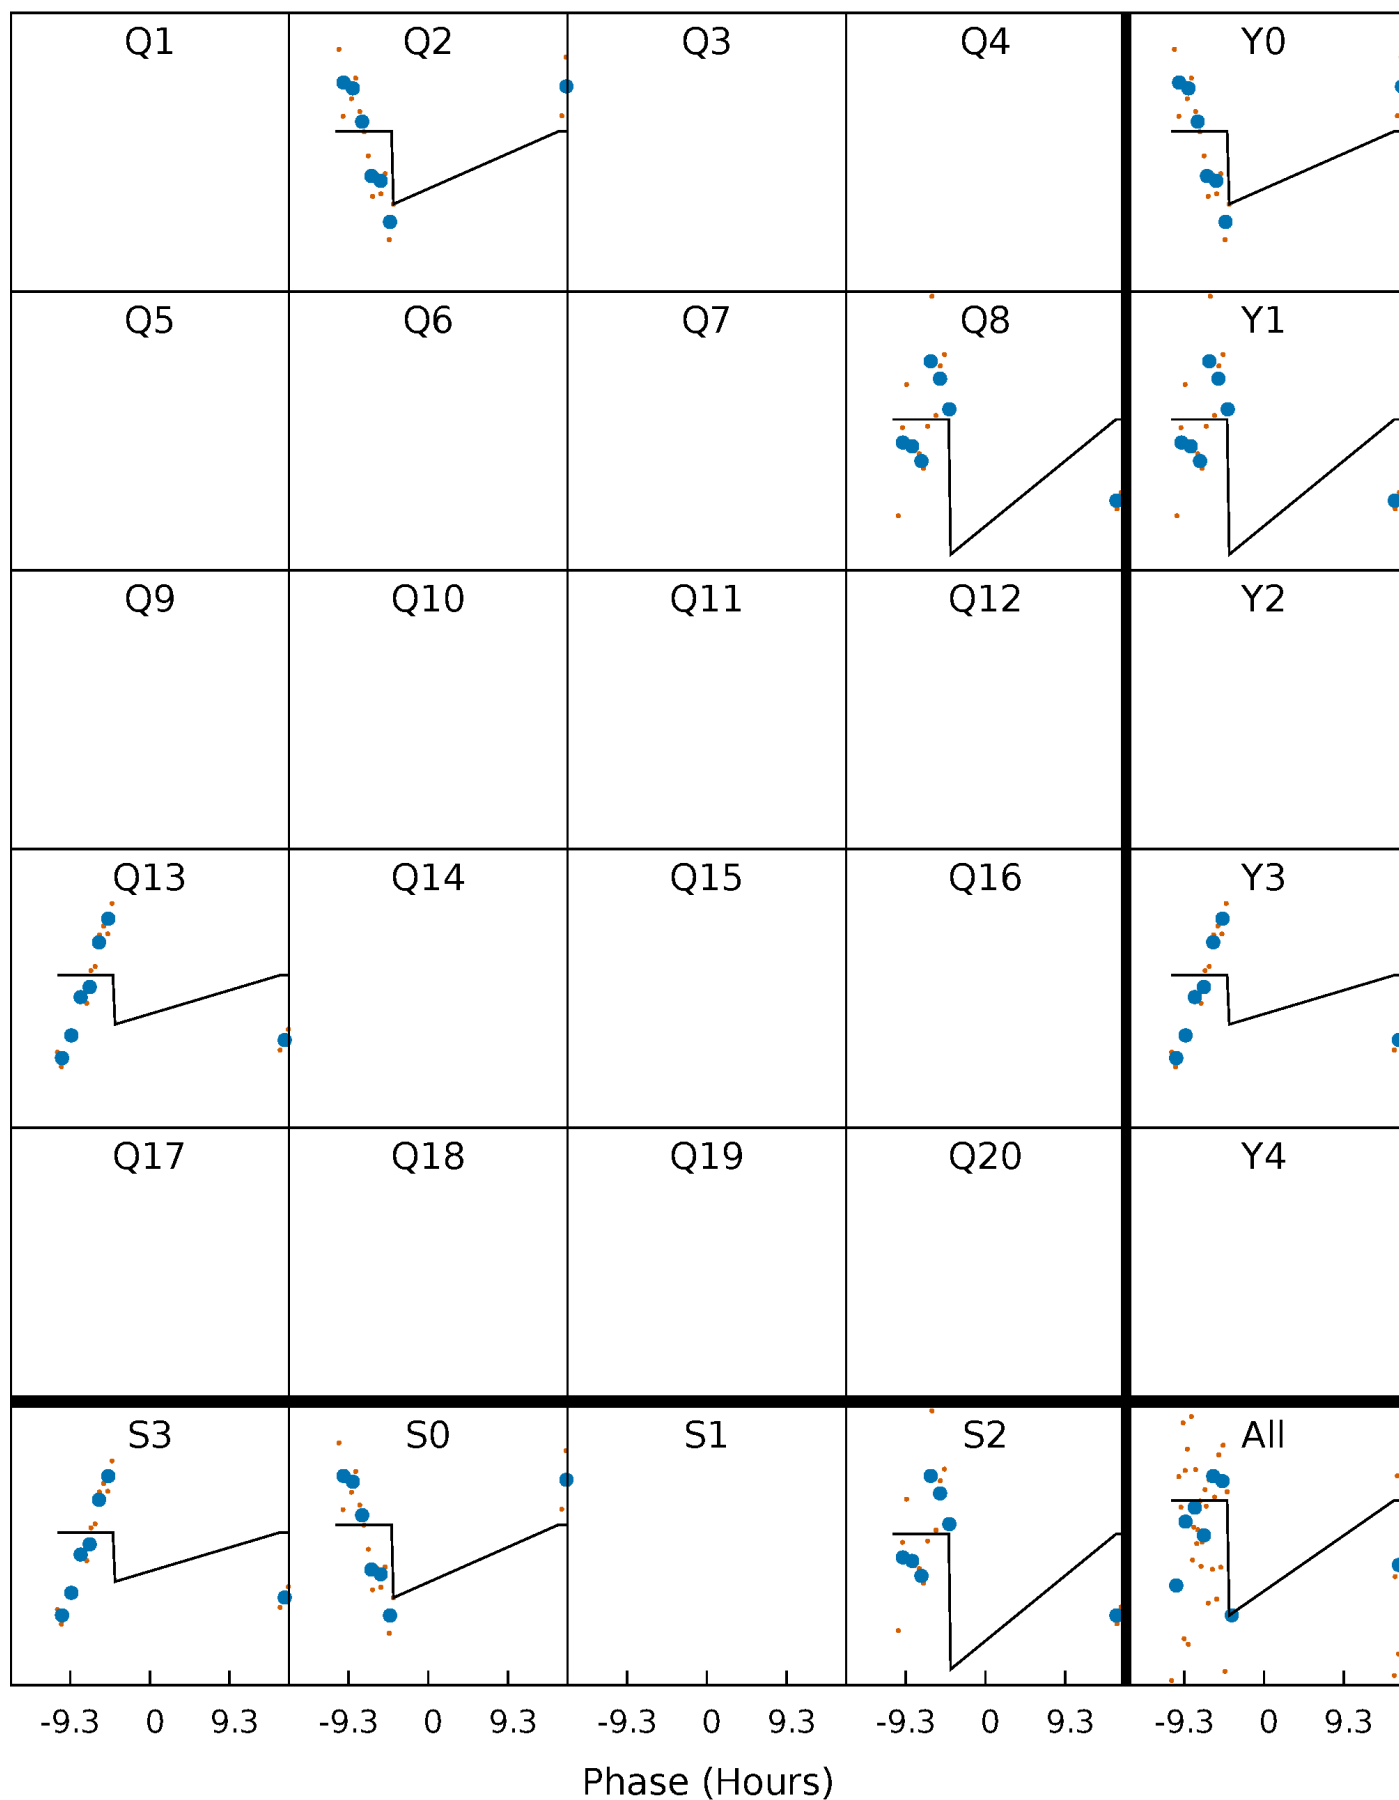 Q1 Q2 Q3 Q4 Y0
Q5 Q6 Q7 Q8 Y1
Q9 Q10 Q11 Q12 Y2
Q13 Q14 Q15 Q16 Y3
Q17 Q18 Q19 Q20 Y4
S3 S0 S1 S2 All
-9.3 0 9.3 -9.3 0 9.3 -9.3 0 9.3 -9.3 0 9.3 -9.3 0 9.3
Phase (Hours)